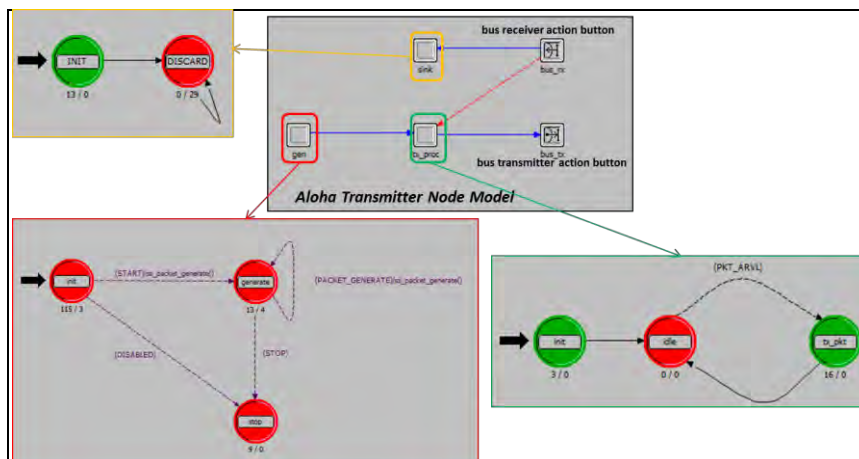 INIT
13 / 0
DISCARD
0 / 29
bus receiver action button
sink
bus_rx
gen
tx_proc
bus_tx
bus transmitter action button
Aloha Transmitter Node Model
init
115 / 3
(START)/ss_packet_generate()
generate
13 / 4
(PACKET_GENERATE)/ss_packet_generate()
(DISABLED)
(STOP)
stop
9 / 0
(PKT_ARVL)
init
3 / 0
idle
0 / 0
tx_pkt
16 / 0